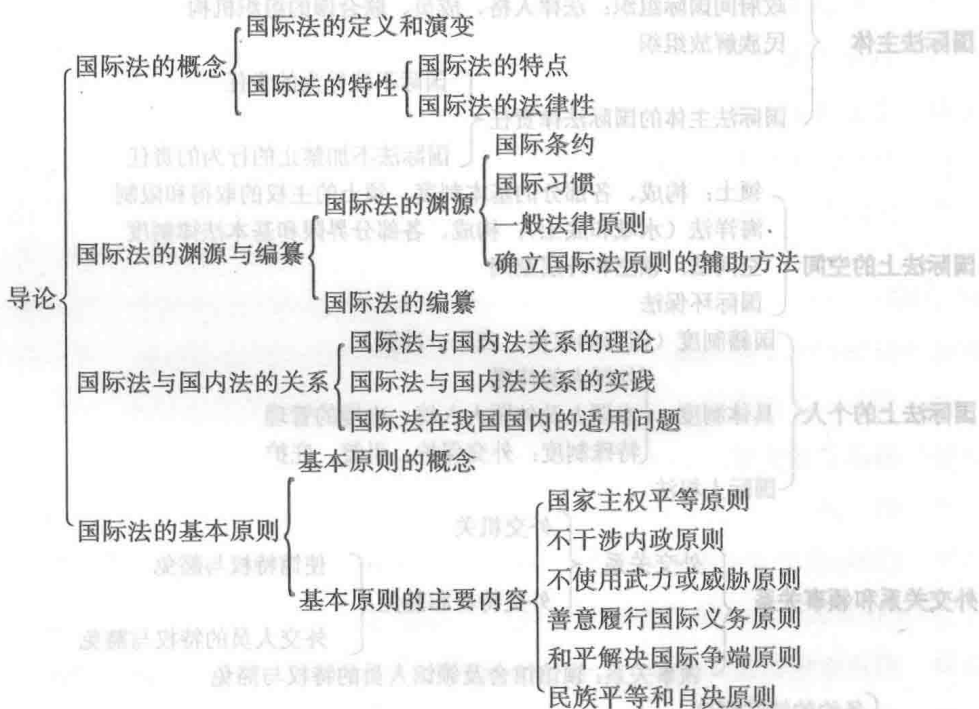 国际法的定义和演变
国际法的概念
国际法的特性
国际法的特点
国际法的法律性
国际条约
国际习惯
国际法的渊源
一般法律原则
国际法的渊源与编纂
确立国际法原则的辅助方法
导论
国际法的编纂
国际法与国内法关系的理论
国际法与国内法的关系
国际法与国内法关系的实践
国际法在我国国内的适用问题
基本原则的概念
国家主权平等原则
国际法的基本原则
不干涉内政原则
不使用武力或威胁原则
基本原则的主要内容
善意履行国际义务原则
和平解决国际争端原则
民族平等和自决原则